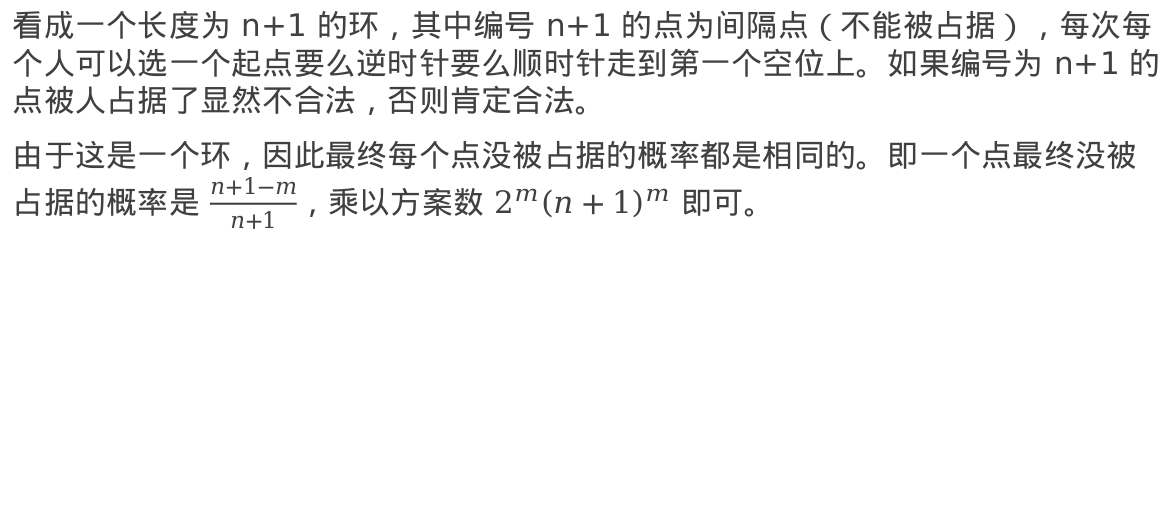 看成一个长度为 n+1 的环，其中编号 n+1 的点为间隔点（不能被占据），每次每
个人可以选一个起点要么逆时针要么顺时针走到第一个空位上。如果编号为 n+1 的
点被人占据了显然不合法，否则肯定合法。
由于这是一个环，因此最终每个点没被占据的概率都是相同的。即一个点最终没被
占据的概率是 $\frac{n+1-m}{n+1}$，乘以方案数 $2^m(n+1)^m$ 即可。